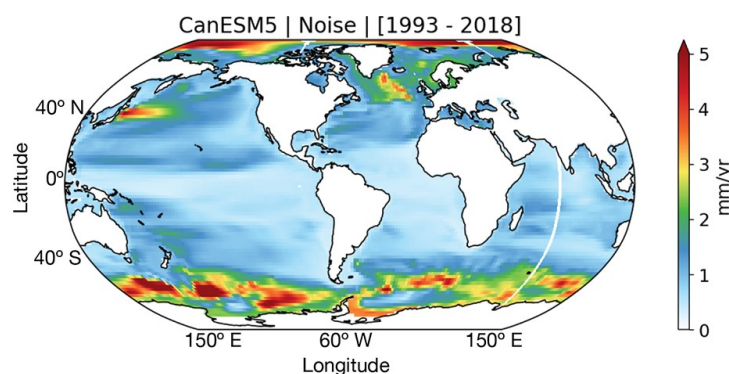 CanESM5 | Noise | [1993 - 2018]
5
40º N
4
Latitude
0º
3
mm/yr
2
40º S
1
0
150º E 60º W 150º E
Longitude